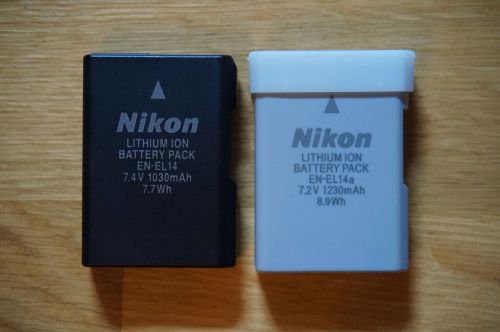 Nikon
LITHIUM ION
BATTERY PACK
EN-EL14
7.4V 1030mAh
7.7Wh
Nikon
LITHIUM ION
BATTERY PACK
EN-EL14a
7.2V 1230mAh
8.9Wh